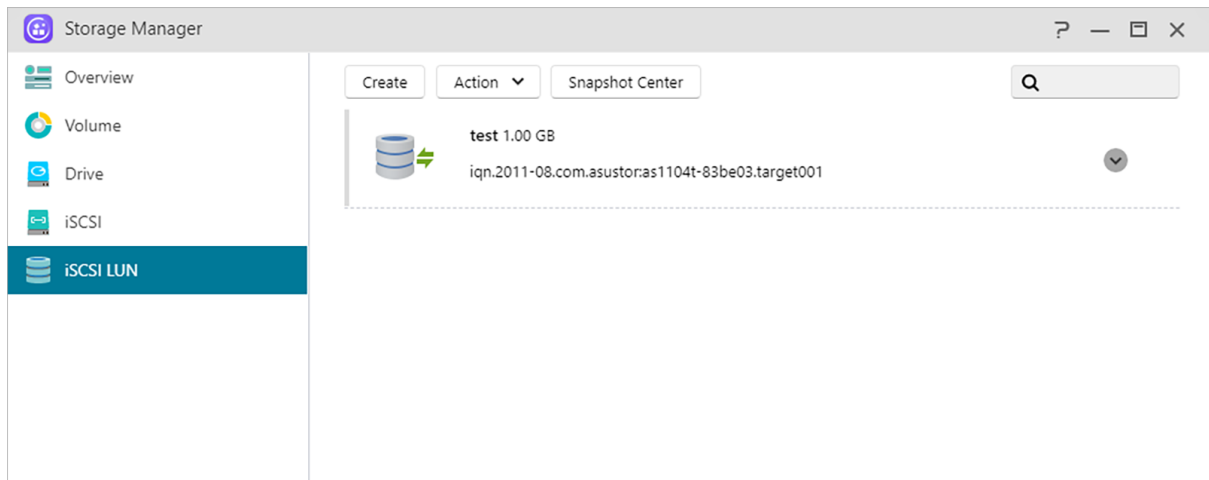 Storage Manager
Overview
Volume
Drive
iSCSI
iSCSI LUN
Create
Action
Snapshot Center
test 1.00 GB
iqn.2011-08.com.asustor:as1104t-83be03.target001